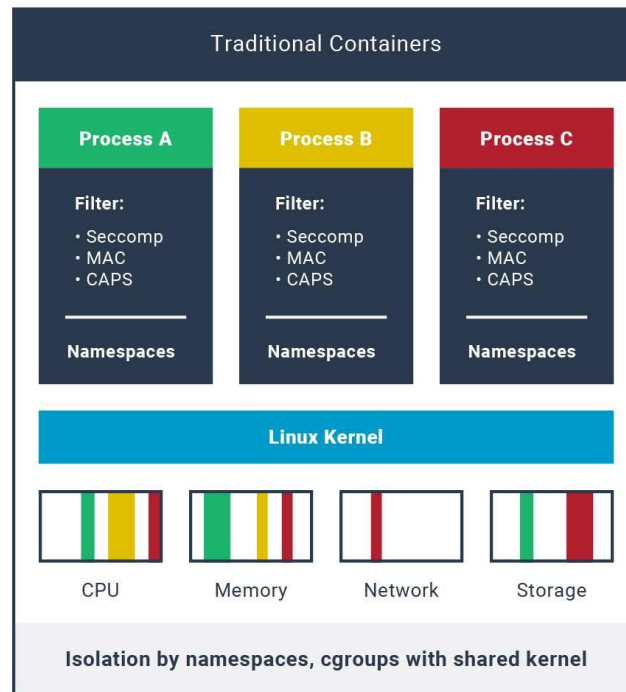 Traditional Containers
Process A
Process B
Process C
Filter:
• Seccomp
• MAC
• CAPS
Namespaces
Filter:
• Seccomp
• MAC
• CAPS
Namespaces
Filter:
• Seccomp
• MAC
• CAPS
Namespaces
Linux Kernel
CPU
Memory
Network
Storage
Isolation by namespaces, cgroups with shared kernel